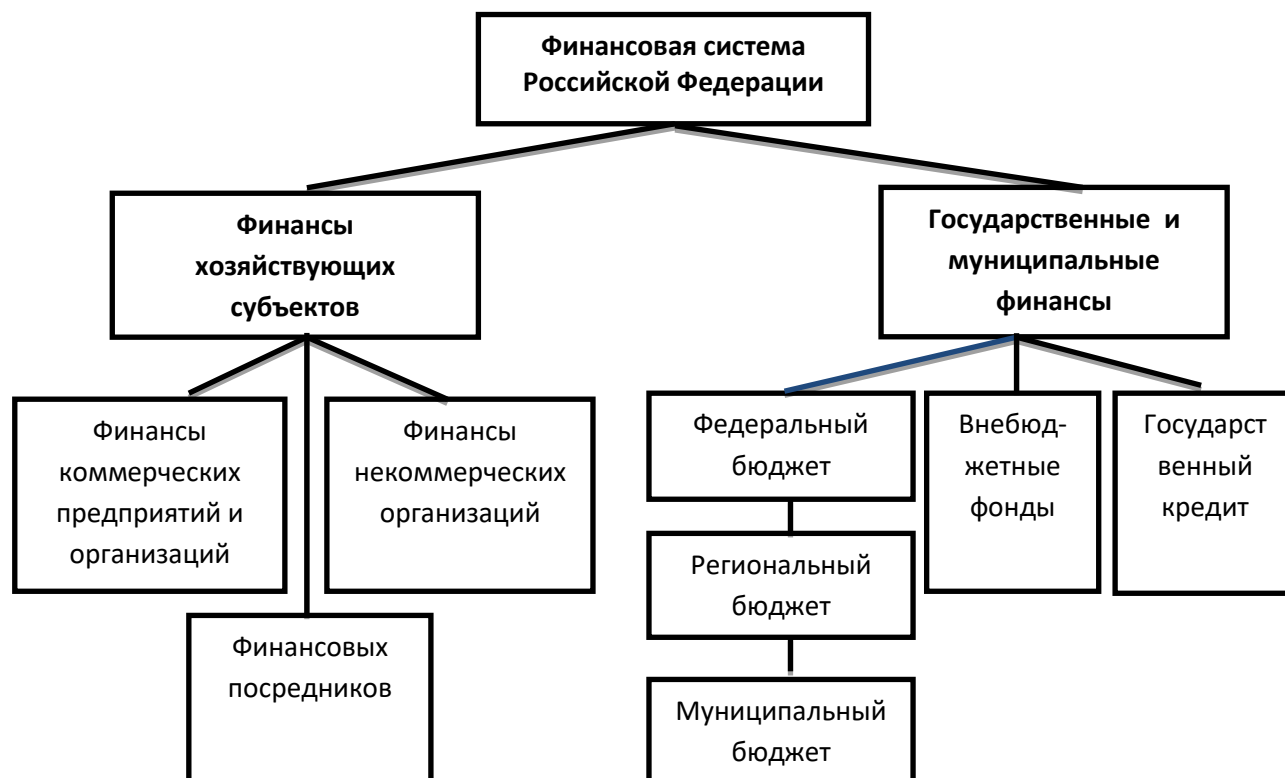 Финансовая система
Российской Федерации
Финансы
хозяйствующих
субъектов
Государственные и
муниципальные
финансы
Финансы
коммерческих
предприятий и
организаций
Финансы
некоммерческих
организаций
Федеральный
бюджет
Внебюд-
жетные
фонды
Государст
венный
кредит
Региональный
бюджет
Финансовых
посредников
Муниципальный
бюджет